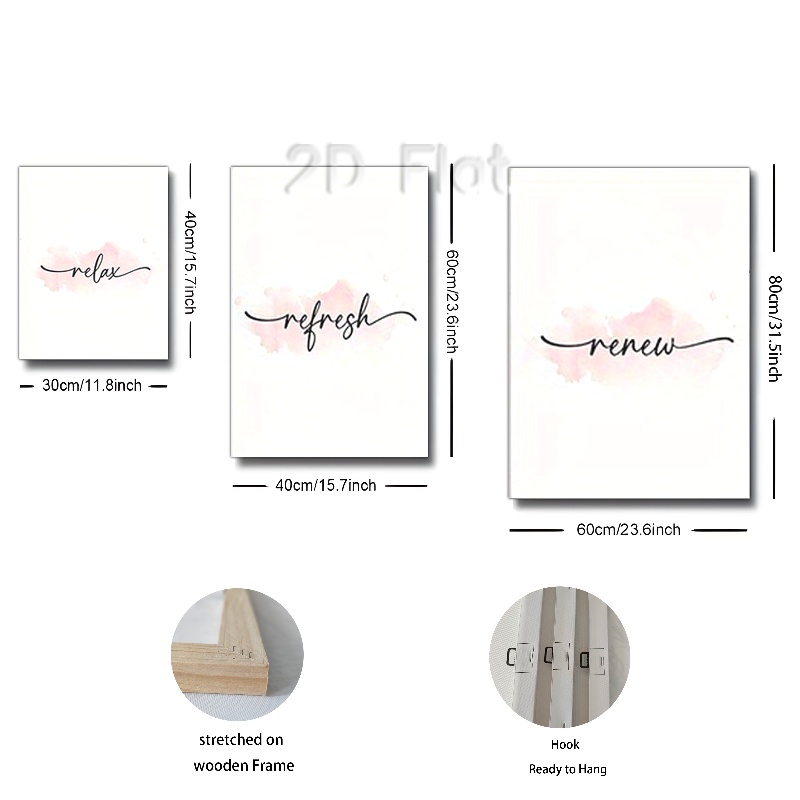 2D Flat
relax
refresh
renew
40cm/15.7inch
30cm/11.8inch
60cm/23.6inch
40cm/15.7inch
80cm/31.5inch
60cm/23.6inch
stretched on
wooden Frame
Hook
Ready to Hang